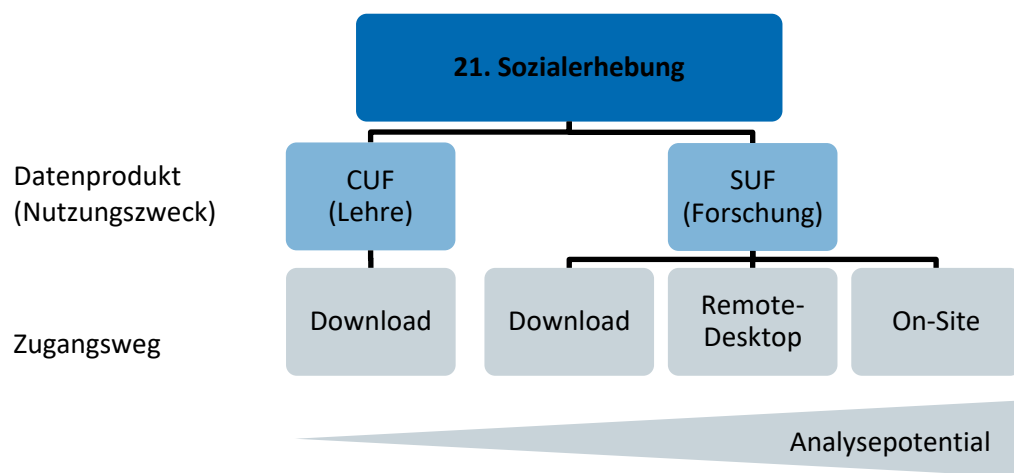 21. Sozialerhebung
Datenprodukt
(Nutzungszweck)
CUF
(Lehre)
SUF
(Forschung)
Zugangsweg
Download
Download
Remote-
Desktop
On-Site
Analysepotential